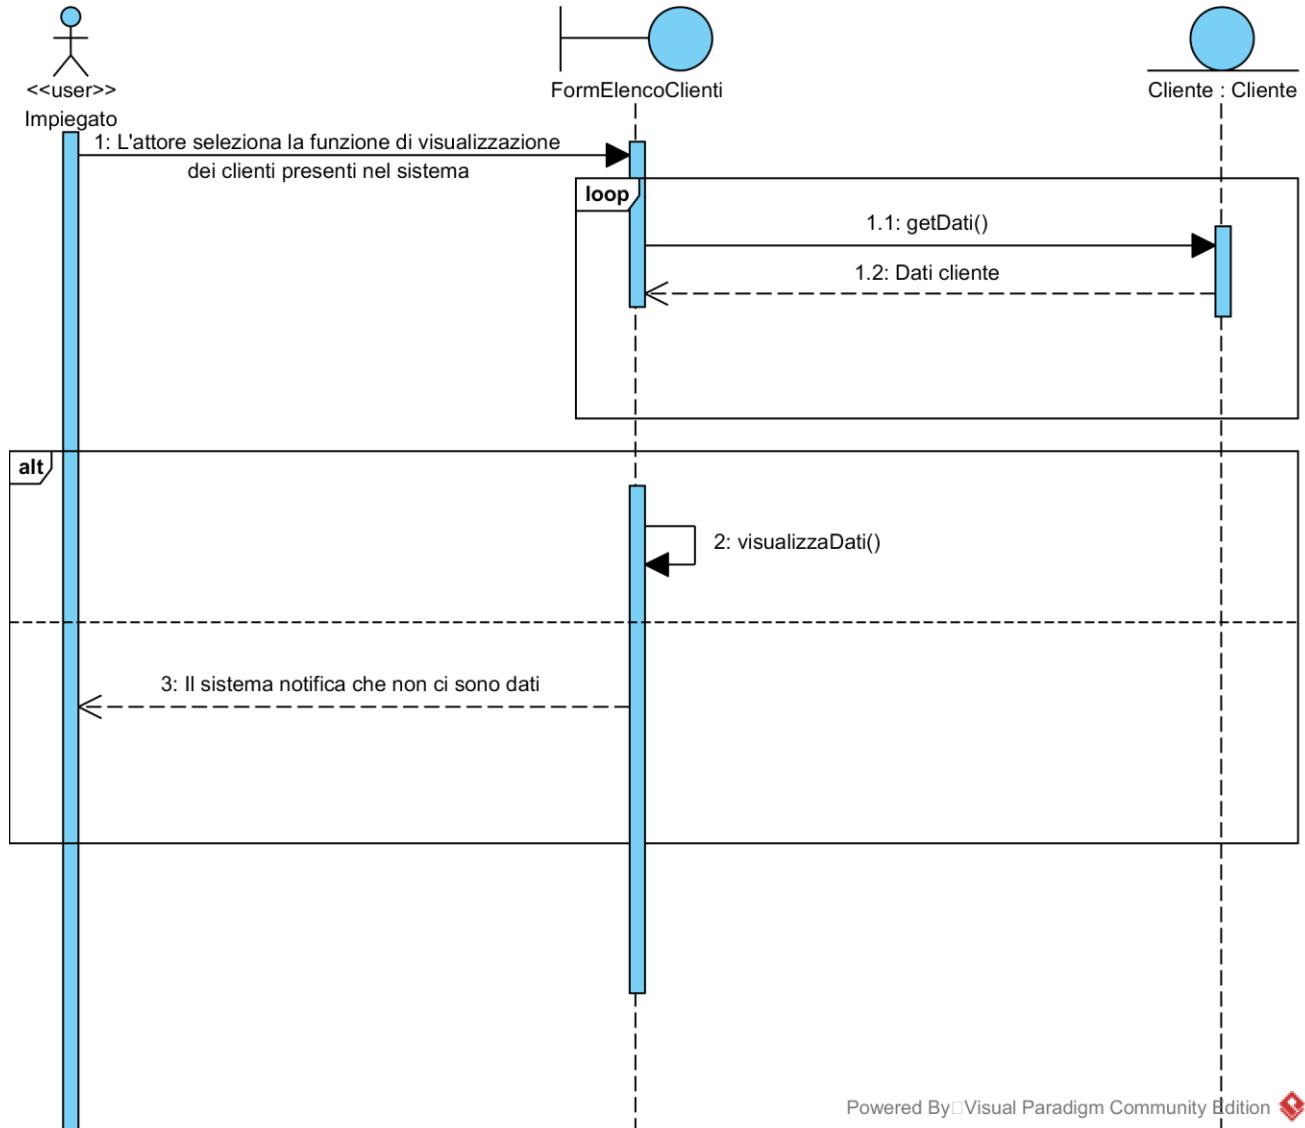 <<user>>
Impiegato
FormElencoClienti
Cliente : Cliente
1: L'attore seleziona la funzione di visualizzazione
dei clienti presenti nel sistema
loop
1.1: getDati()
1.2: Dati cliente
alt
2: visualizzaDati()
3: Il sistema notifica che non ci sono dati
Powered By Visual Paradigm Community Edition